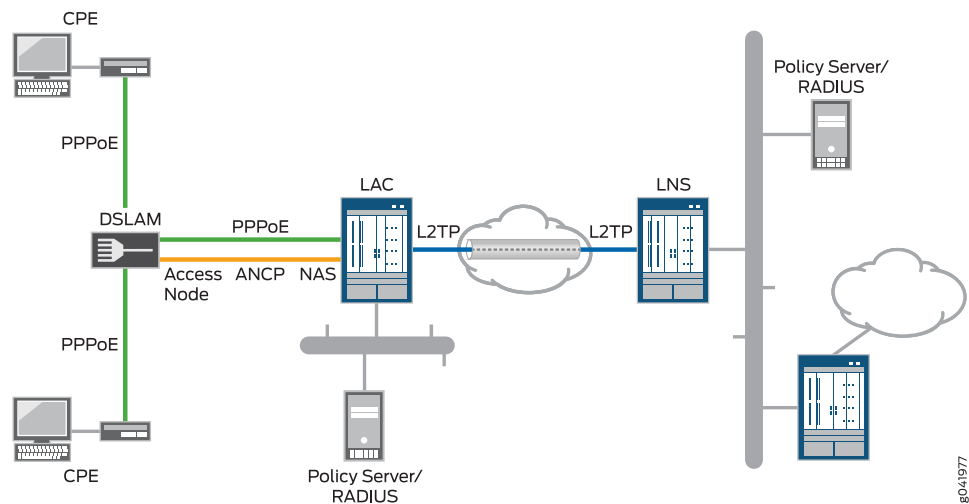 CPE
PPPoE
DSLAM
PPPoE
Access
Node
ANCP
NAS
LAC
L2TP
L2TP
LNS
Policy Server/
RADIUS
PPPoE
CPE
Policy Server/
RADIUS
g041977